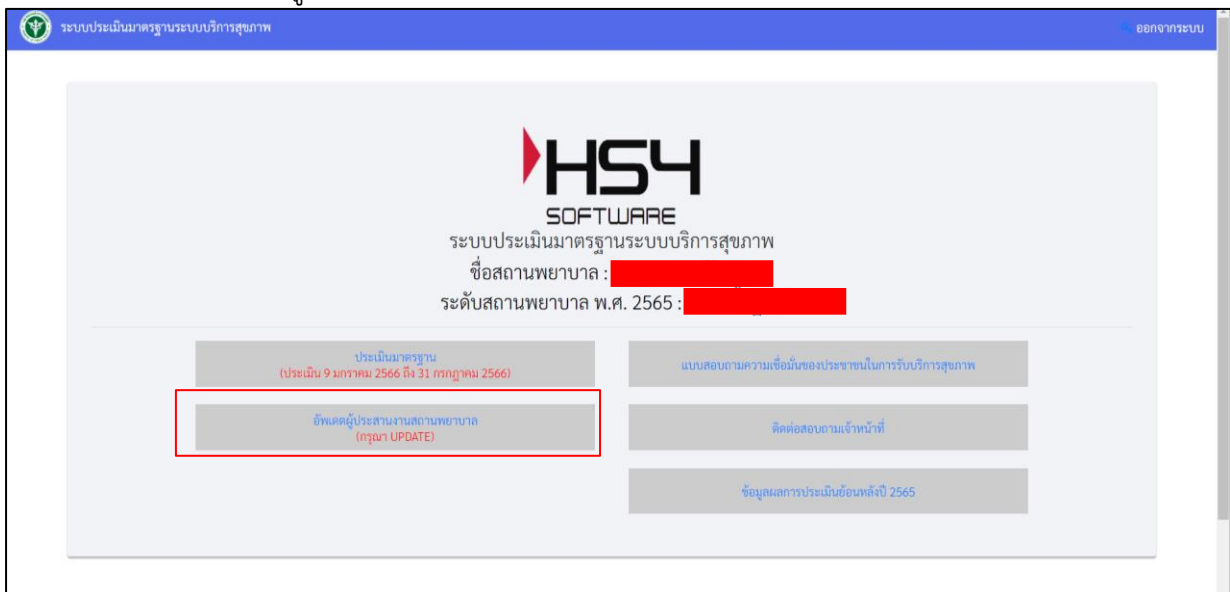 ระบบประเมินมาตรฐานระบบบริการสุขภาพ
ออกจากระบบ
HS4
SOFTWARE
ระบบประเมินมาตรฐานระบบบริการสุขภาพ
ชื่อสถานพยาบาล :
ระดับสถานพยาบาล พ.ศ. 2565 :
ประเมินมาตรฐาน
(ประเมิน 9 มกราคม 2566 ถึง 31 กรกฎาคม 2566)
แบบสอบถามความเชื่อมั่นของประชาชนในการรับบริการสุขภาพ
อัพเดตผู้ประสานงานสถานพยาบาล
(กรุณา UPDATE)
ติดต่อสอบถามเจ้าหน้าที่
ข้อมูลผลการประเมินย้อนหลังปี 2565